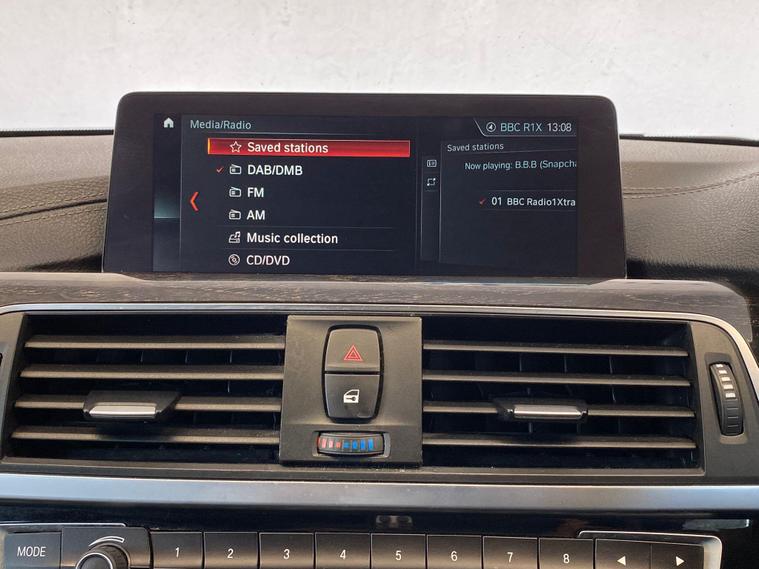 Media/Radio
BBC R1X 13:08
Saved stations
DAB/DMB
FM
AM
Music collection
CD/DVD
Saved stations
Now playing: B.B.B (Snapcha
01 BBC Radio1Xtra
MODE
1
2
3
4
5
6
7
8